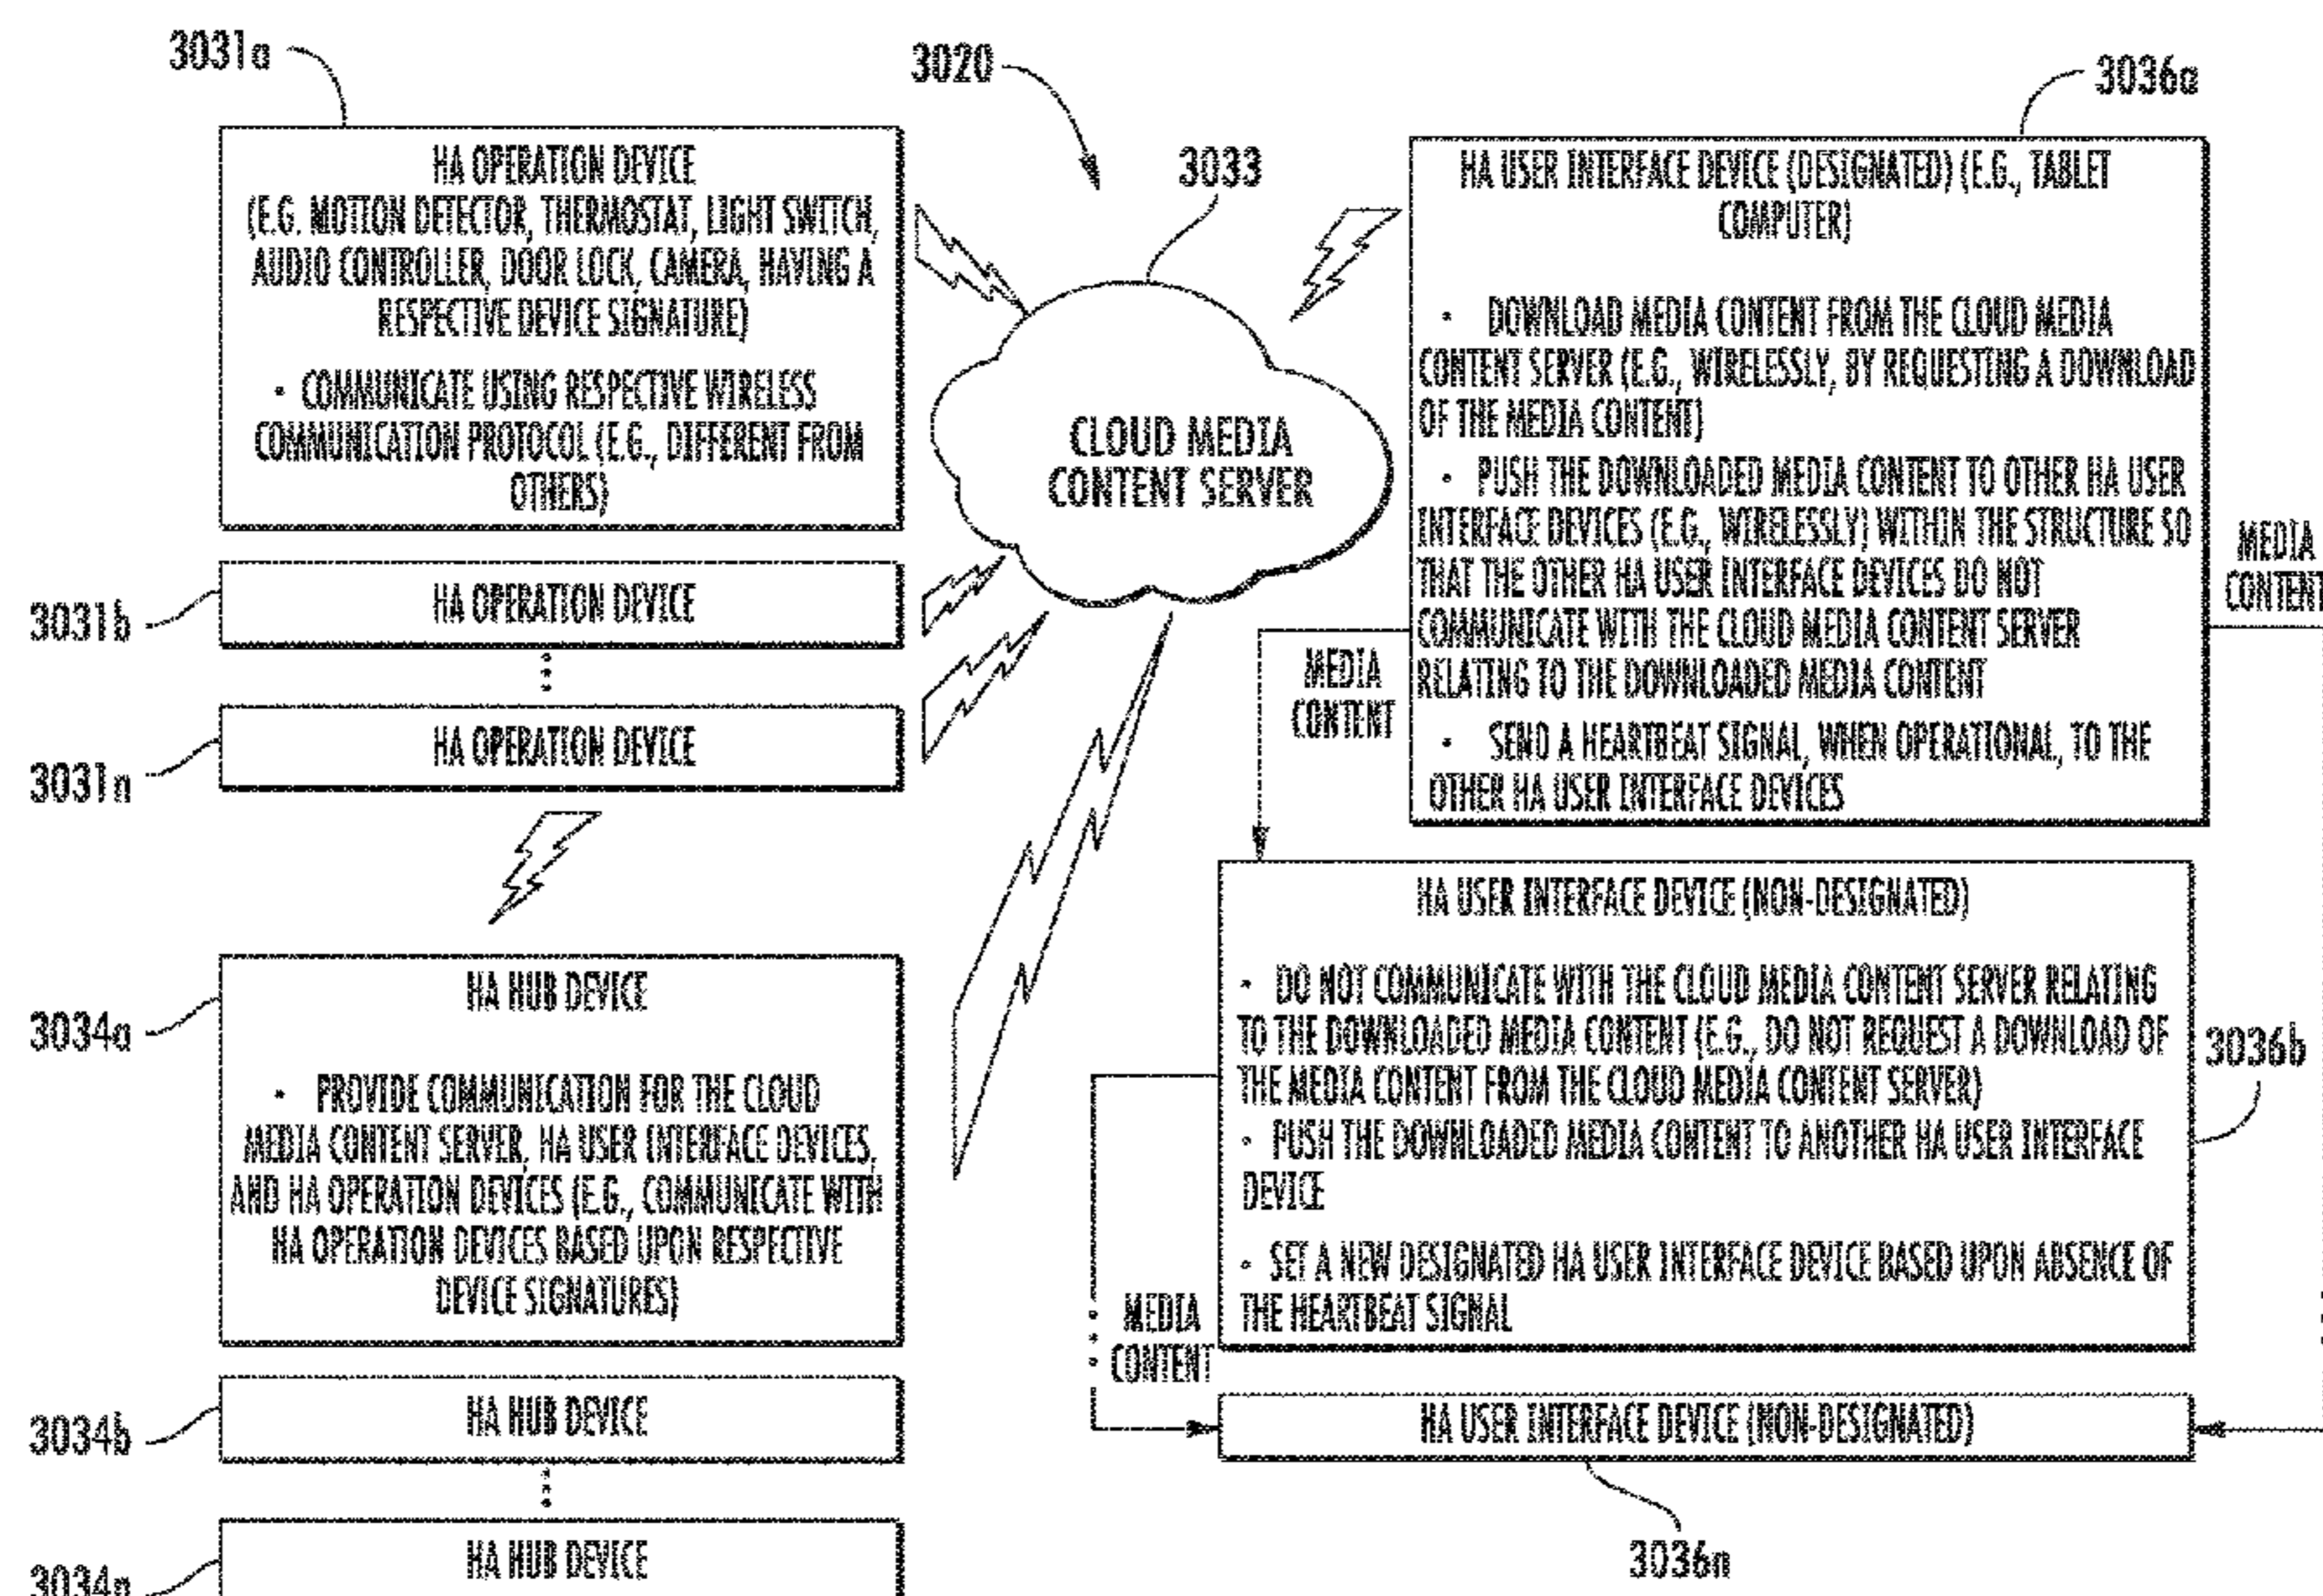 3031a
3020
3036a
3033
HA OPERATION DEVICE
(E.G. MOTION DETECTOR, THERMOSTAT, LIGHT SWITCH,
AUDIO CONTROLLER, DOOR LOCK, CAMERA, HAVING A
RESPECTIVE DEVICE SIGNATURE)
• COMMUNICATE USING RESPECTIVE WIRELESS
COMMUNICATION PROTOCOL (E.G., DIFFERENT FROM
OTHERS)
3031b
HA OPERATION DEVICE
3031n
HA OPERATION DEVICE
CLOUD MEDIA
CONTENT SERVER
HA USER INTERFACE DEVICE (DESIGNATED) (E.G., TABLET
COMPUTER)
• DOWNLOAD MEDIA CONTENT FROM THE CLOUD MEDIA
CONTENT SERVER (E.G., WIRELESSLY, BY REQUESTING A DOWNLOAD
OF THE MEDIA CONTENT)
• PUSH THE DOWNLOADED MEDIA CONTENT TO OTHER HA USER
INTERFACE DEVICES (E.G., WIRELESSLY) WITHIN THE STRUCTURE SO
THAT THE OTHER HA USER INTERFACE DEVICES DO NOT
COMMUNICATE WITH THE CLOUD MEDIA CONTENT SERVER
RELATING TO THE DOWNLOADED MEDIA CONTENT
• SEND A HEARTBEAT SIGNAL, WHEN OPERATIONAL, TO THE
OTHER HA USER INTERFACE DEVICES
MEDIA
CONTENT
MEDIA
CONTENT
3034a
HA HUB DEVICE
• PROVIDE COMMUNICATION FOR THE CLOUD
MEDIA CONTENT SERVER, HA USER INTERFACE DEVICES,
AND HA OPERATION DEVICES (E.G., COMMUNICATE WITH
HA OPERATION DEVICES BASED UPON RESPECTIVE
DEVICE SIGNATURES)
3034b
HA HUB DEVICE
3034n
HA HUB DEVICE
HA USER INTERFACE DEVICE (NON-DESIGNATED)
• DO NOT COMMUNICATE WITH THE CLOUD MEDIA CONTENT SERVER RELATING
TO THE DOWNLOADED MEDIA CONTENT (E.G., DO NOT REQUEST A DOWNLOAD OF
THE MEDIA CONTENT FROM THE CLOUD MEDIA CONTENT SERVER)
• PUSH THE DOWNLOADED MEDIA CONTENT TO ANOTHER HA USER INTERFACE
DEVICE
• SET A NEW DESIGNATED HA USER INTERFACE DEVICE BASED UPON ABSENCE OF
THE HEARTBEAT SIGNAL
3036b
MEDIA
CONTENT
HA USER INTERFACE DEVICE (NON-DESIGNATED)
3036n